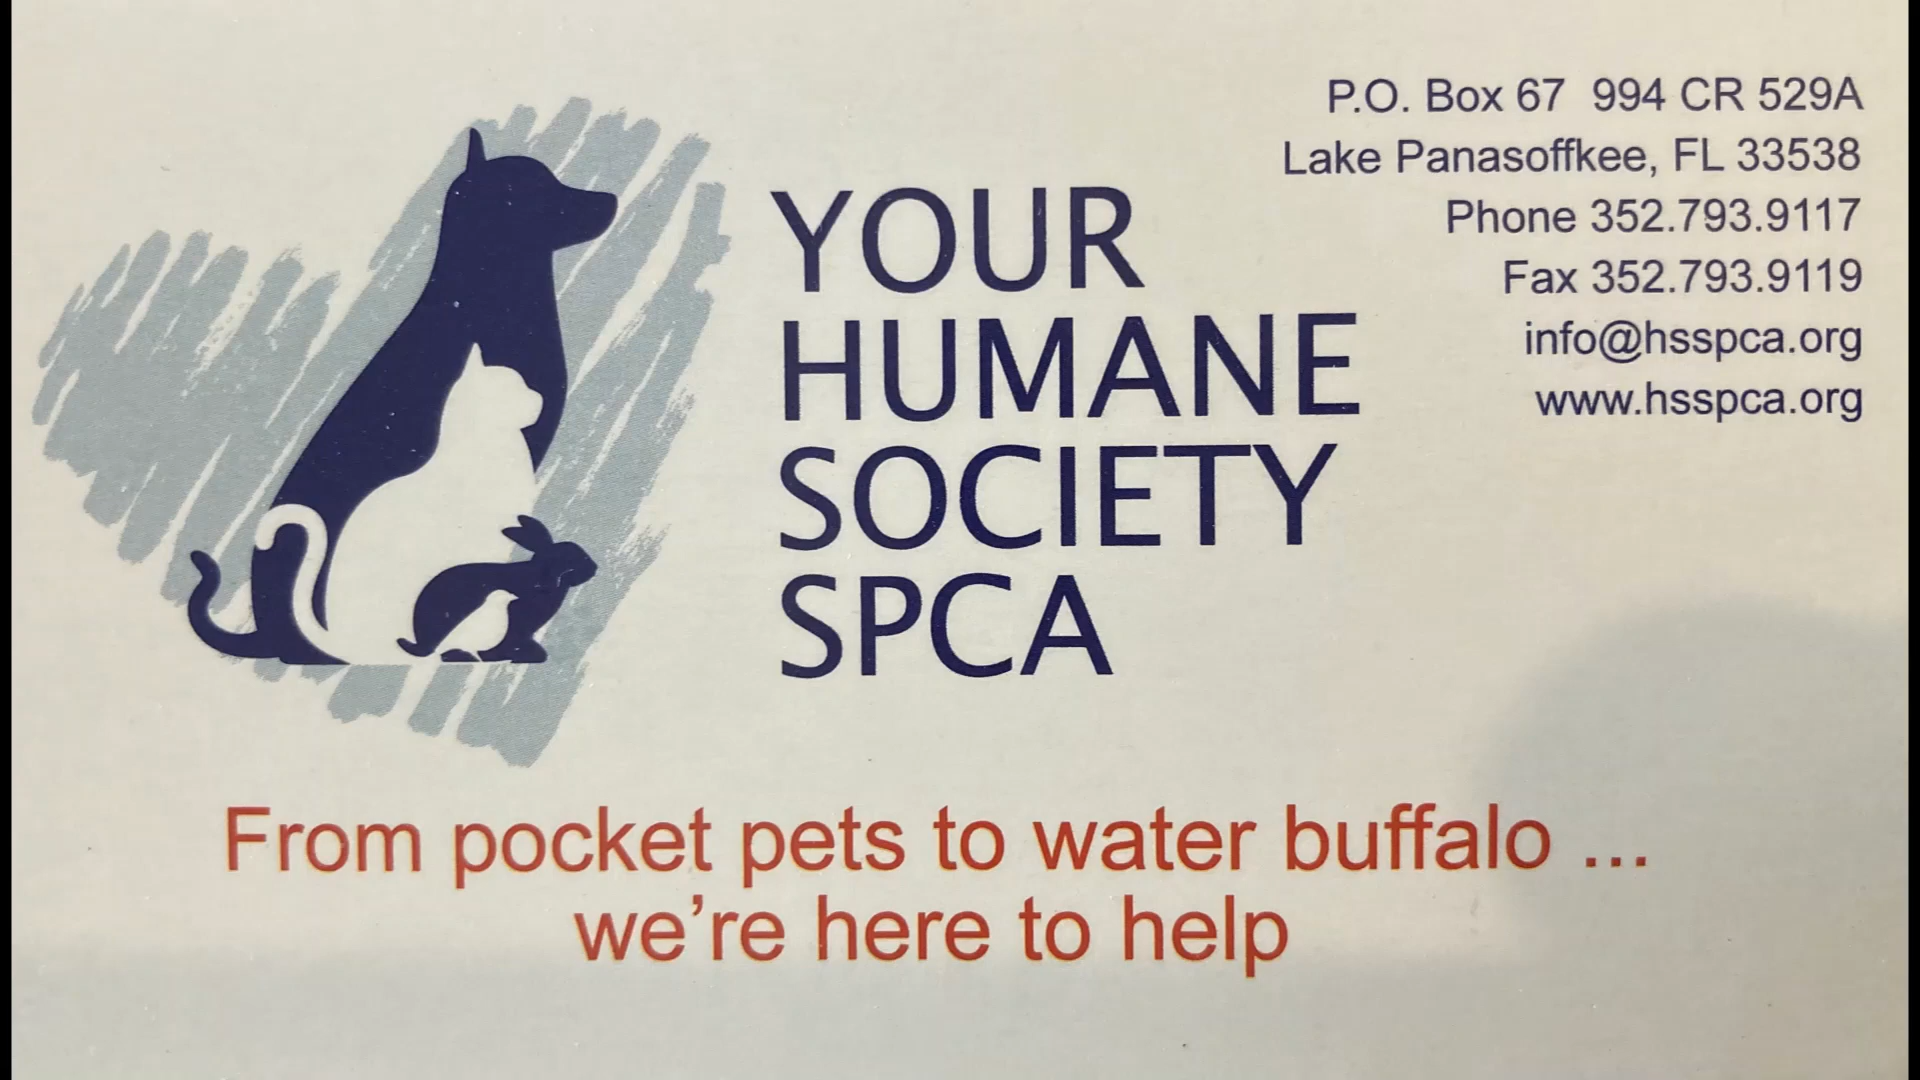 P.O. Box 67 994 CR 529A
Lake Panasoffkee, FL 33538
Phone 352.793.9117
Fax 352.793.9119
info@hsspca.org
www.hsspca.org
YOUR
HUMANE
SOCIETY
SPCA
From pocket pets to water buffalo ...
we're here to help